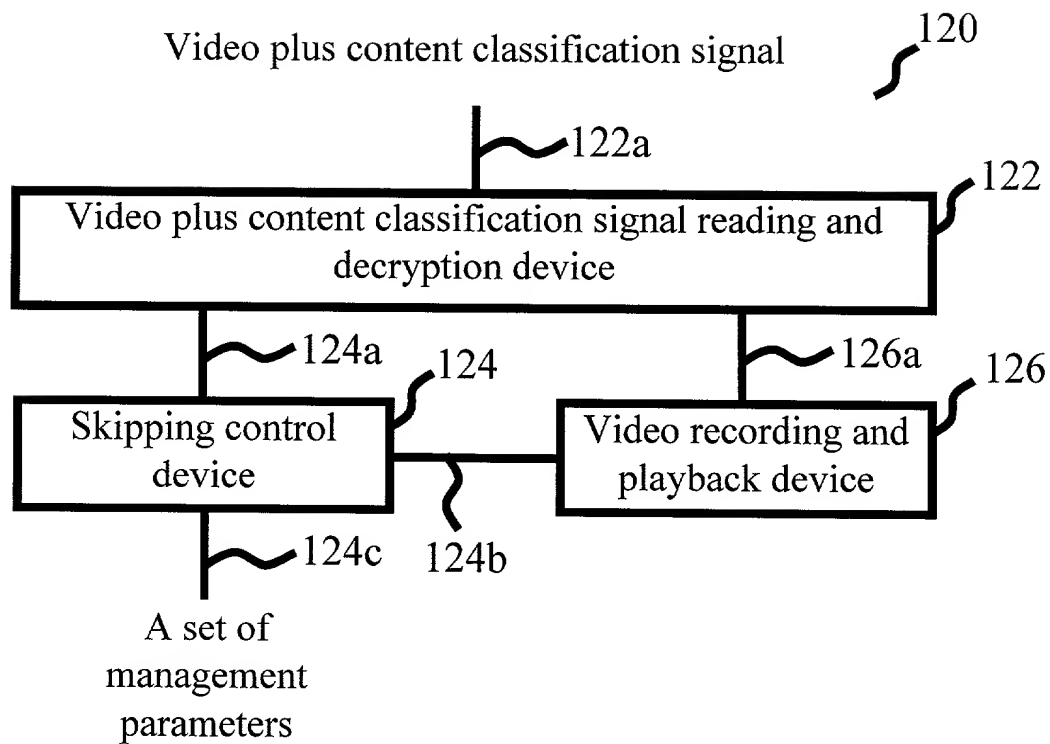 Video plus content classification signal
120
122a
122
Video plus content classification signal reading and
decryption device
124a
126a
124
126
Skipping control
device
Video recording and
playback device
124c
124b
A set of
management
parameters